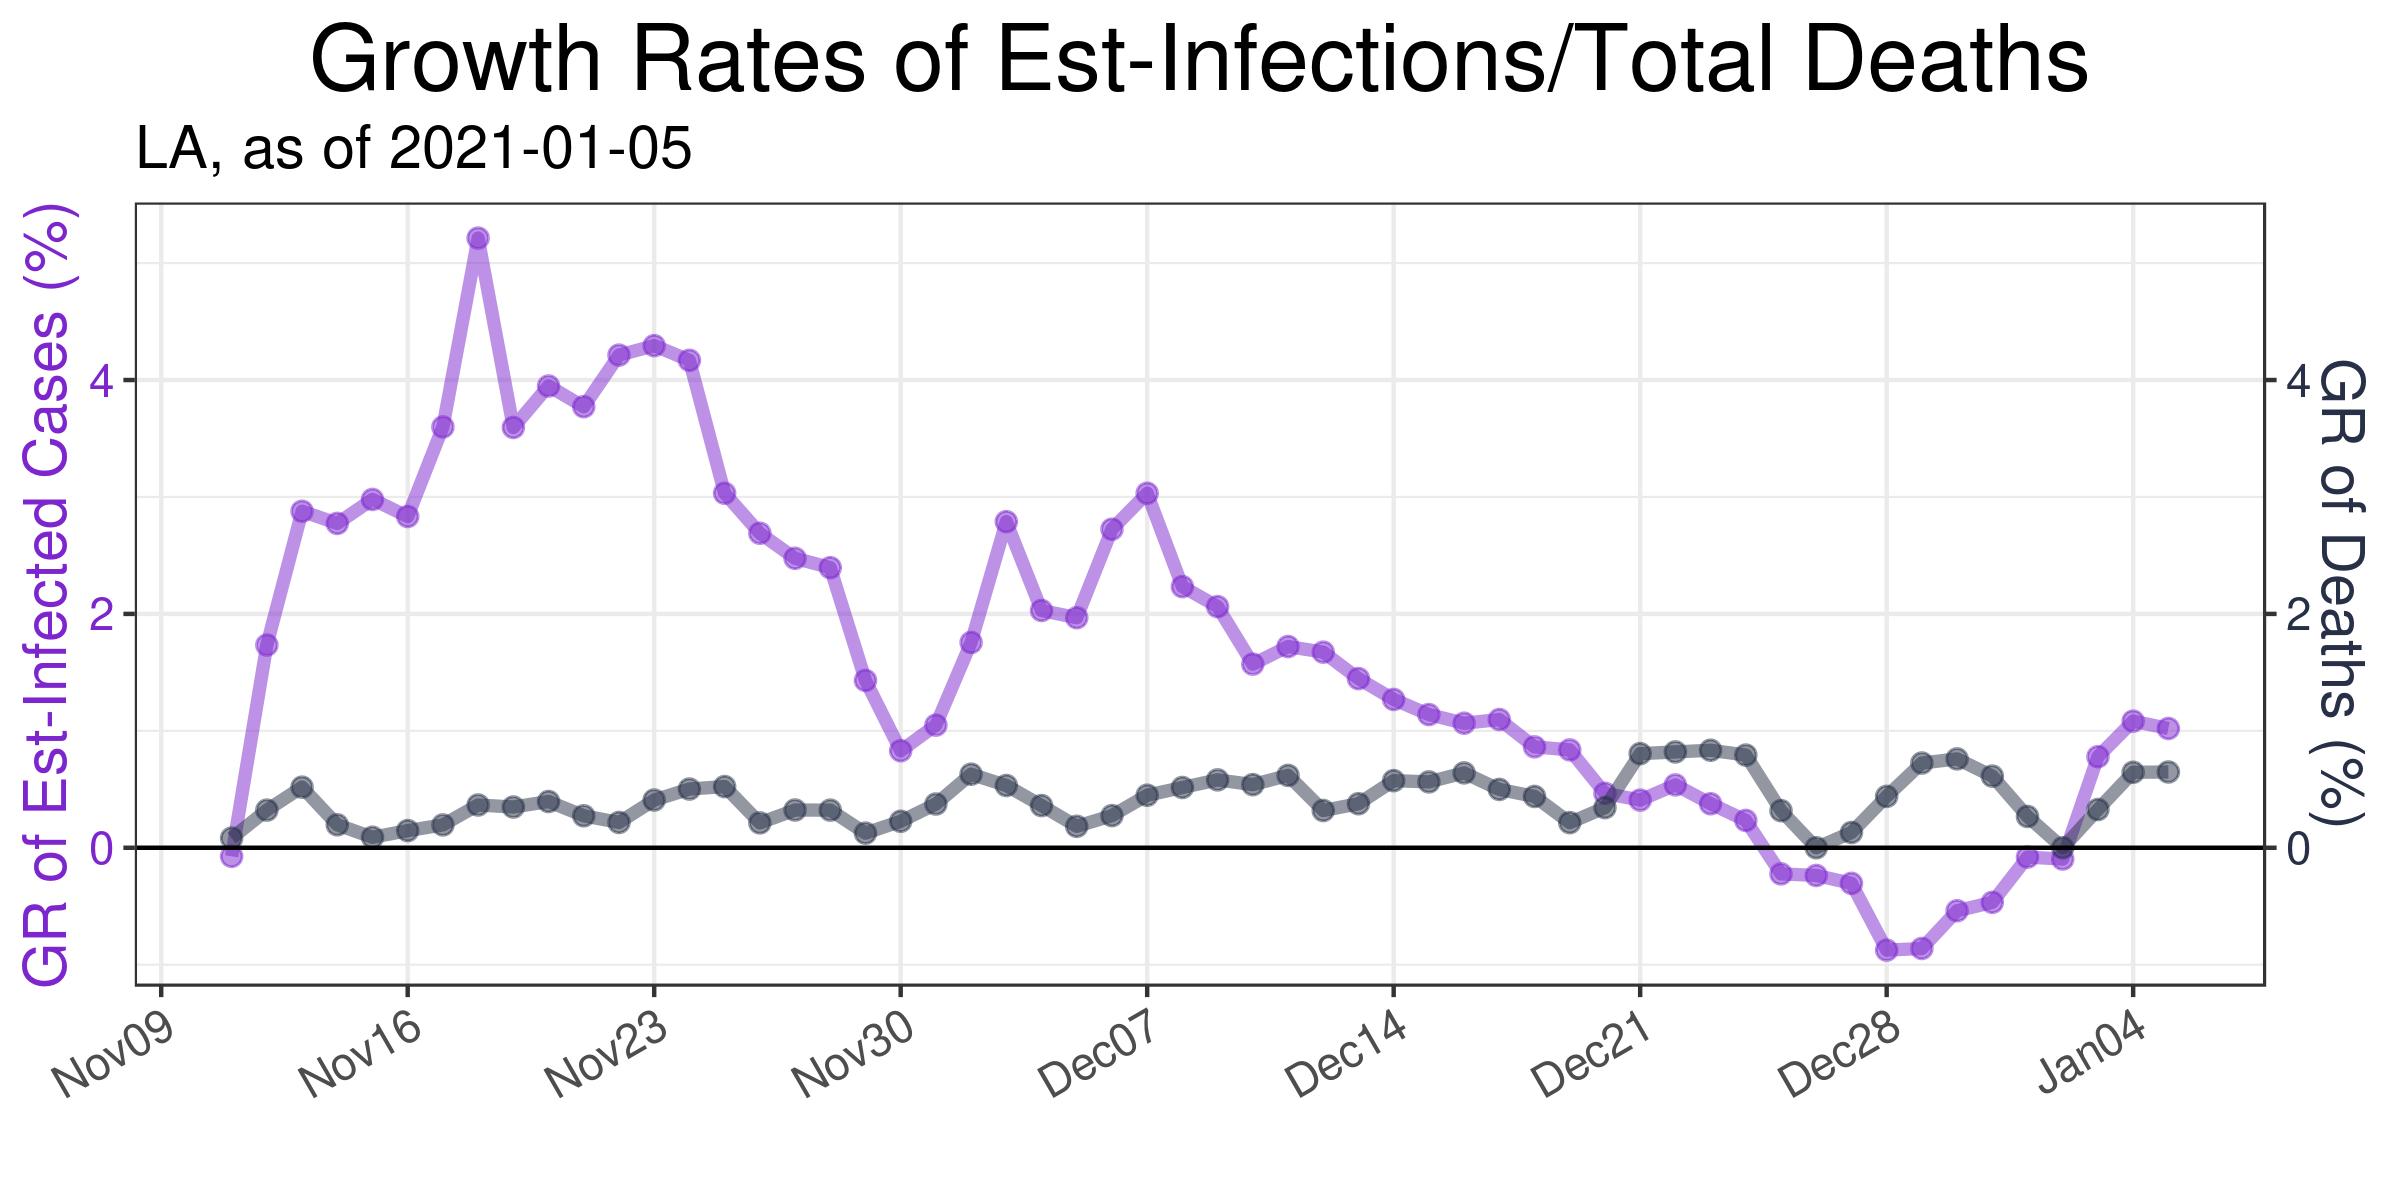 Growth Rates of Est-Infections/Total Deaths
LA, as of 2021-01-05
GR of Est-Infected Cases (%)
4
2
0
4
2
0
GR of Deaths (%)
Nov09
Nov16
Nov23
Nov30
Dec07
Dec14
Dec21
Dec28
Jan04